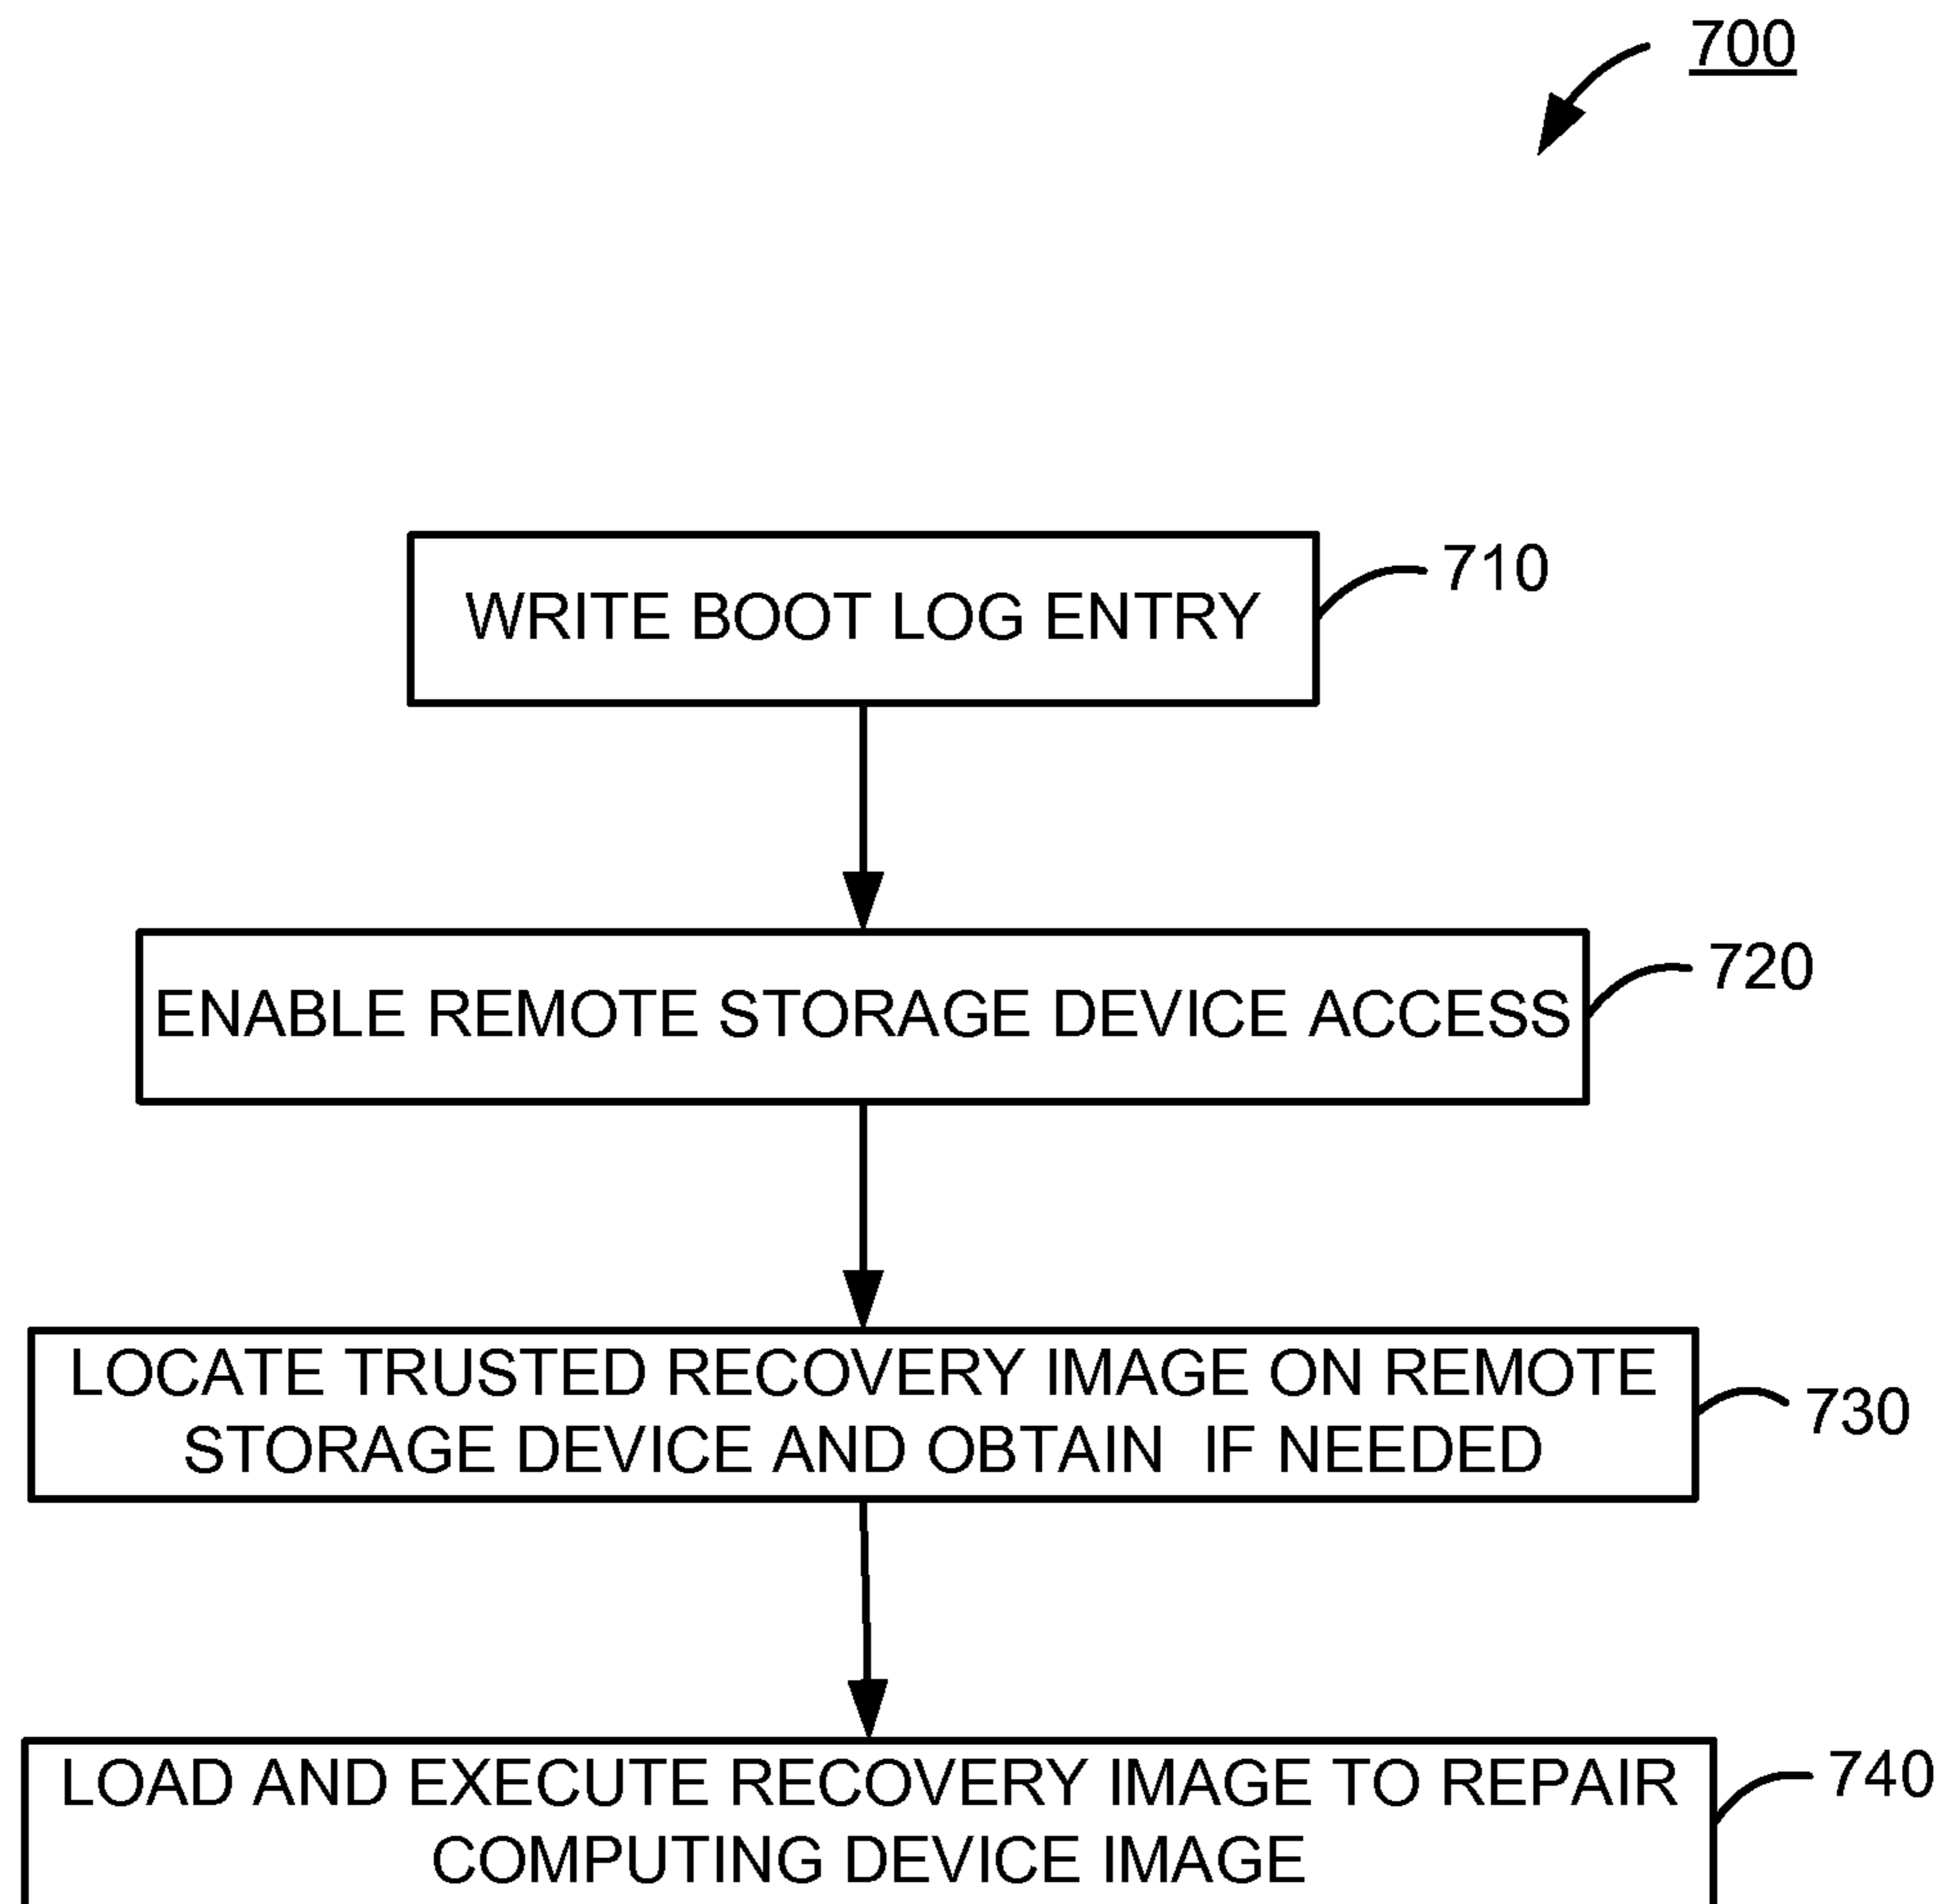 700
WRITE BOOT LOG ENTRY
710
ENABLE REMOTE STORAGE DEVICE ACCESS
720
LOCATE TRUSTED RECOVERY IMAGE ON REMOTE
STORAGE DEVICE AND OBTAIN IF NEEDED
730
LOAD AND EXECUTE RECOVERY IMAGE TO REPAIR
COMPUTING DEVICE IMAGE
740